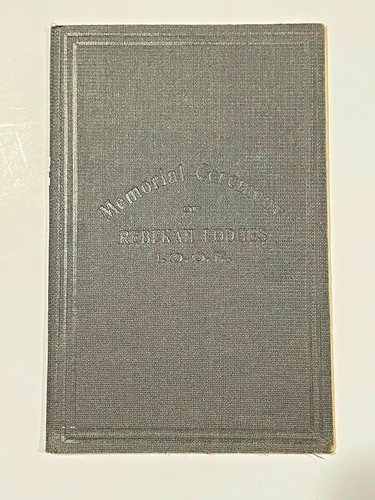 Memorial Ceremony
OF
REBEKAH LODGES
I.O.O.F.